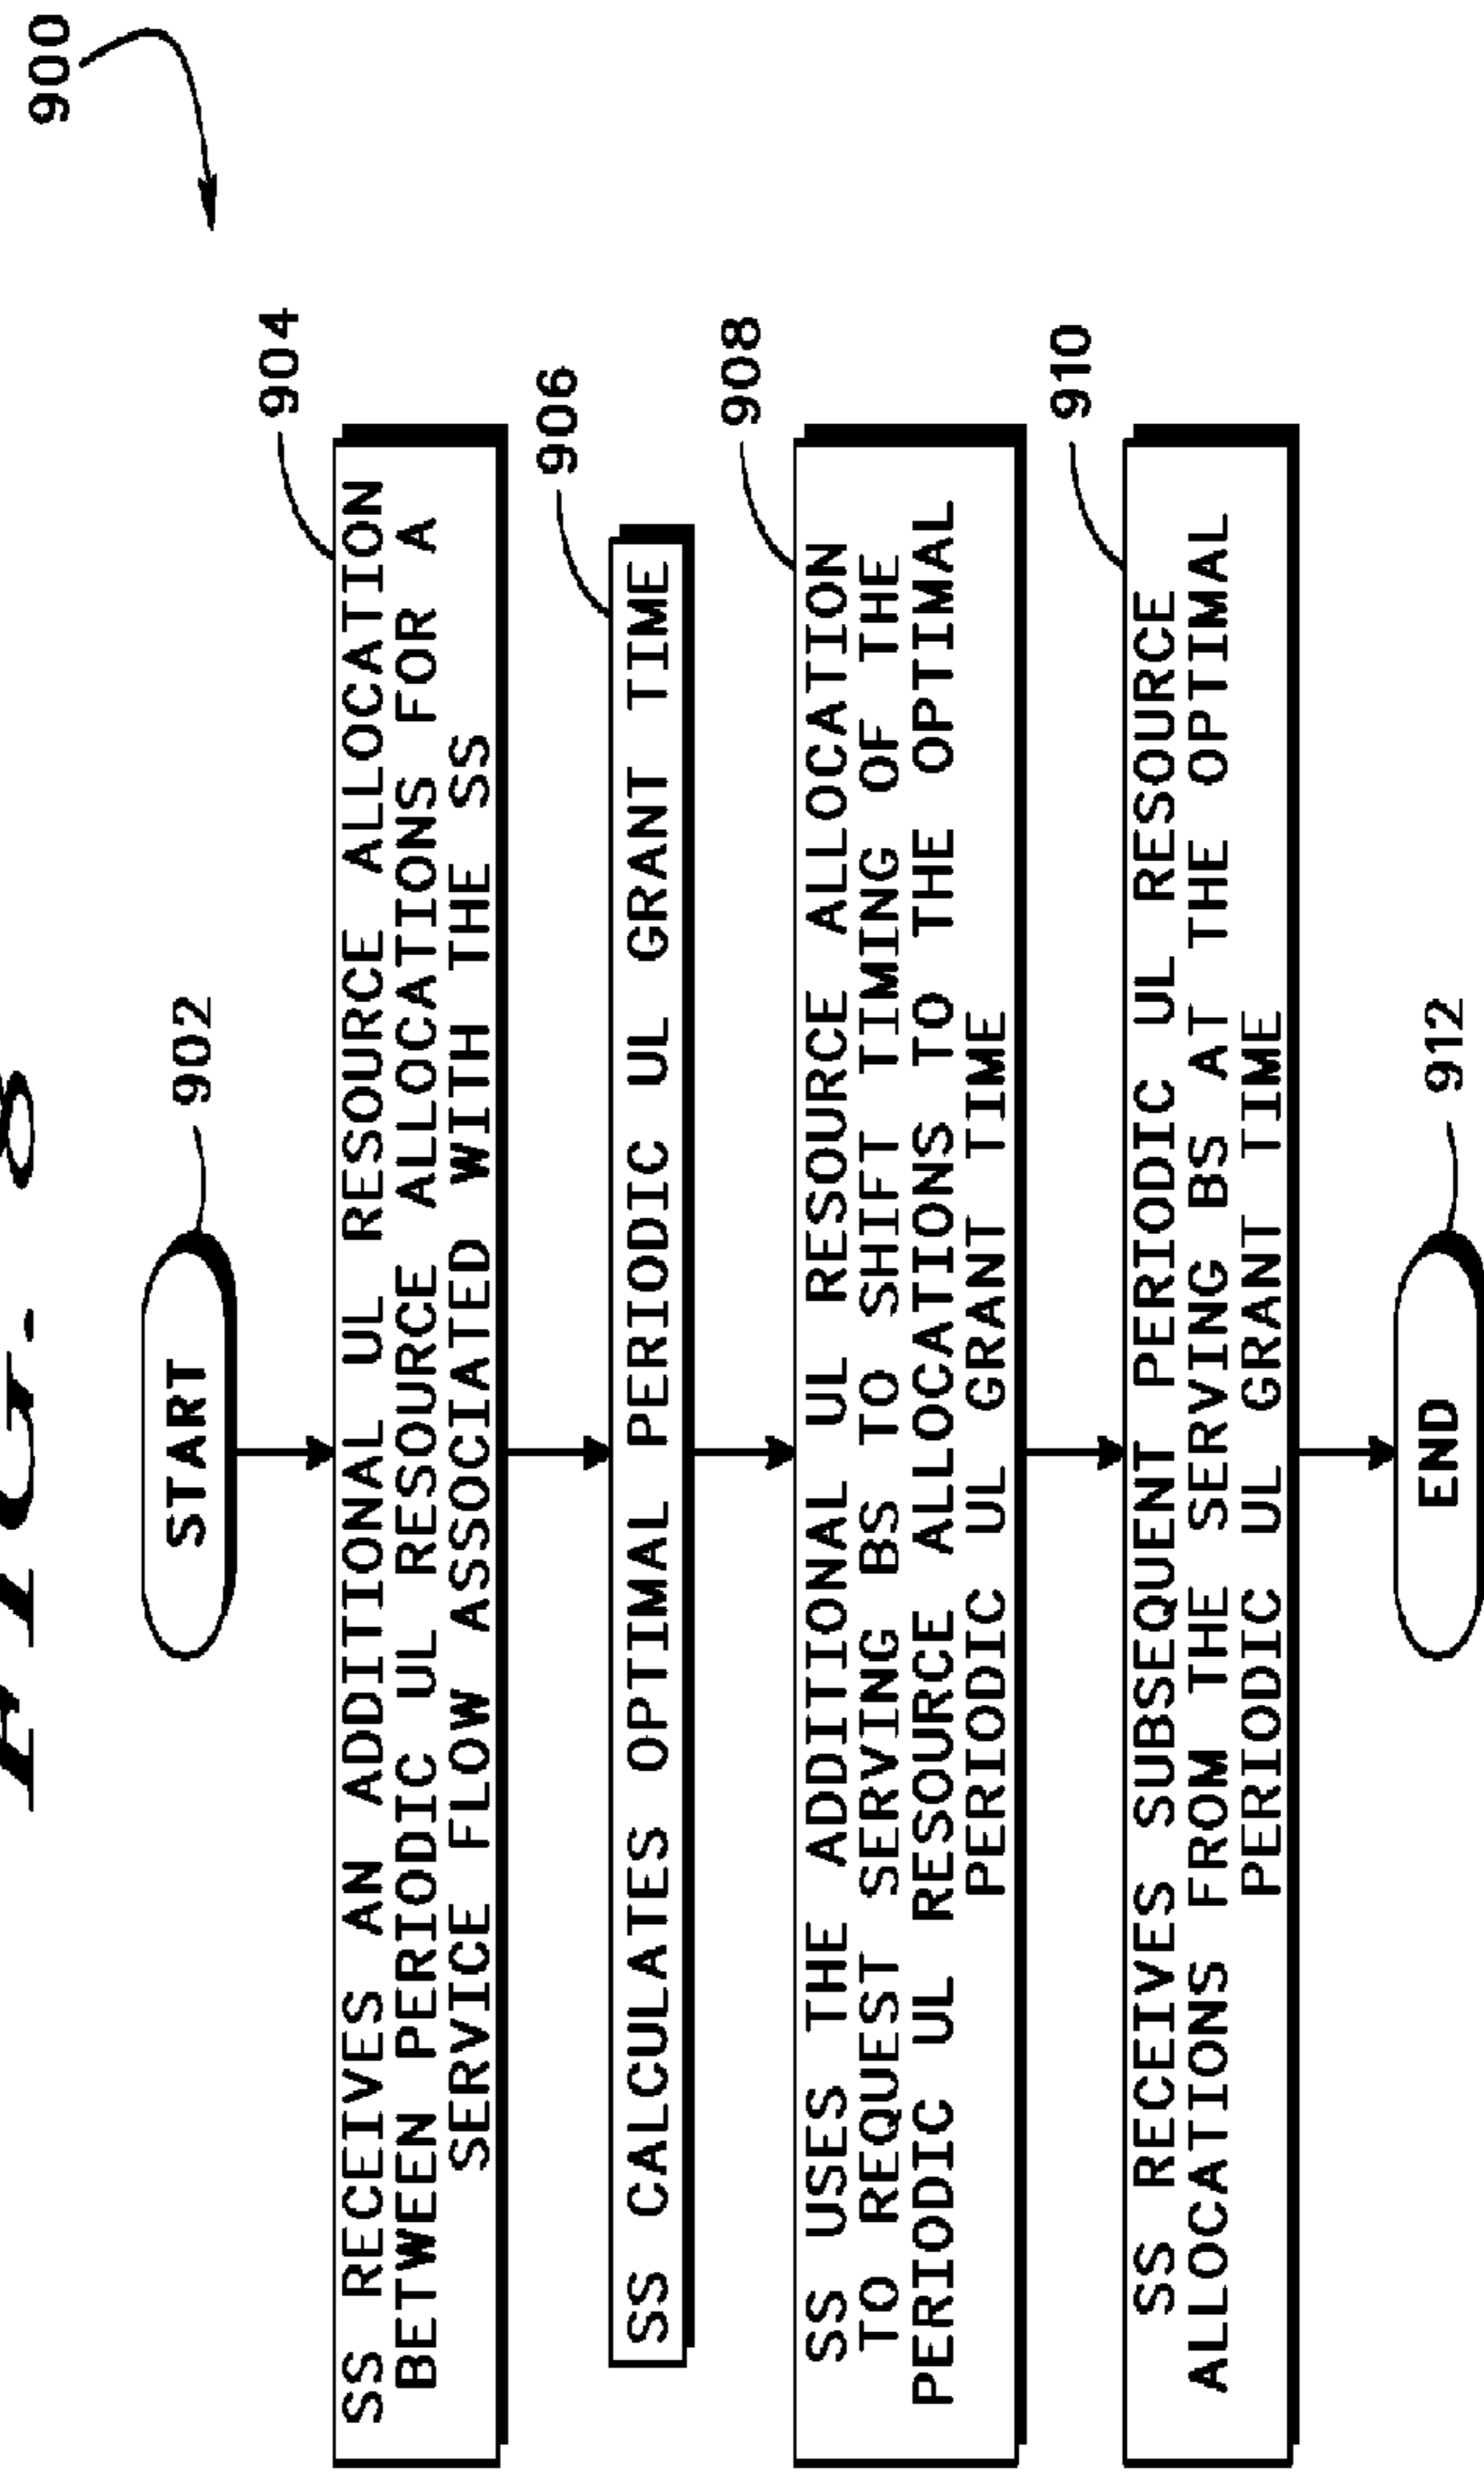 FIG. 8
900
START
902
904
SS RECEIVES AN ADDITIONAL UL RESOURCE ALLOCATION
BETWEEN PERIODIC UL RESOURCE ALLOCATIONS FOR A
SERVICE FLOW ASSOCIATED WITH THE SS
906
SS CALCULATES OPTIMAL PERIODIC UL GRANT TIME
908
SS USES THE ADDITIONAL UL RESOURCE ALLOCATION
TO REQUEST SERVING BS TO SHIFT TIMING OF THE
PERIODIC UL RESOURCE ALLOCATIONS TO THE OPTIMAL
PERIODIC UL GRANT TIME
910
SS RECEIVES SUBSEQUENT PERIODIC UL RESOURCE
ALLOCATIONS FROM THE SERVING BS AT THE OPTIMAL
PERIODIC UL GRANT TIME
END
912